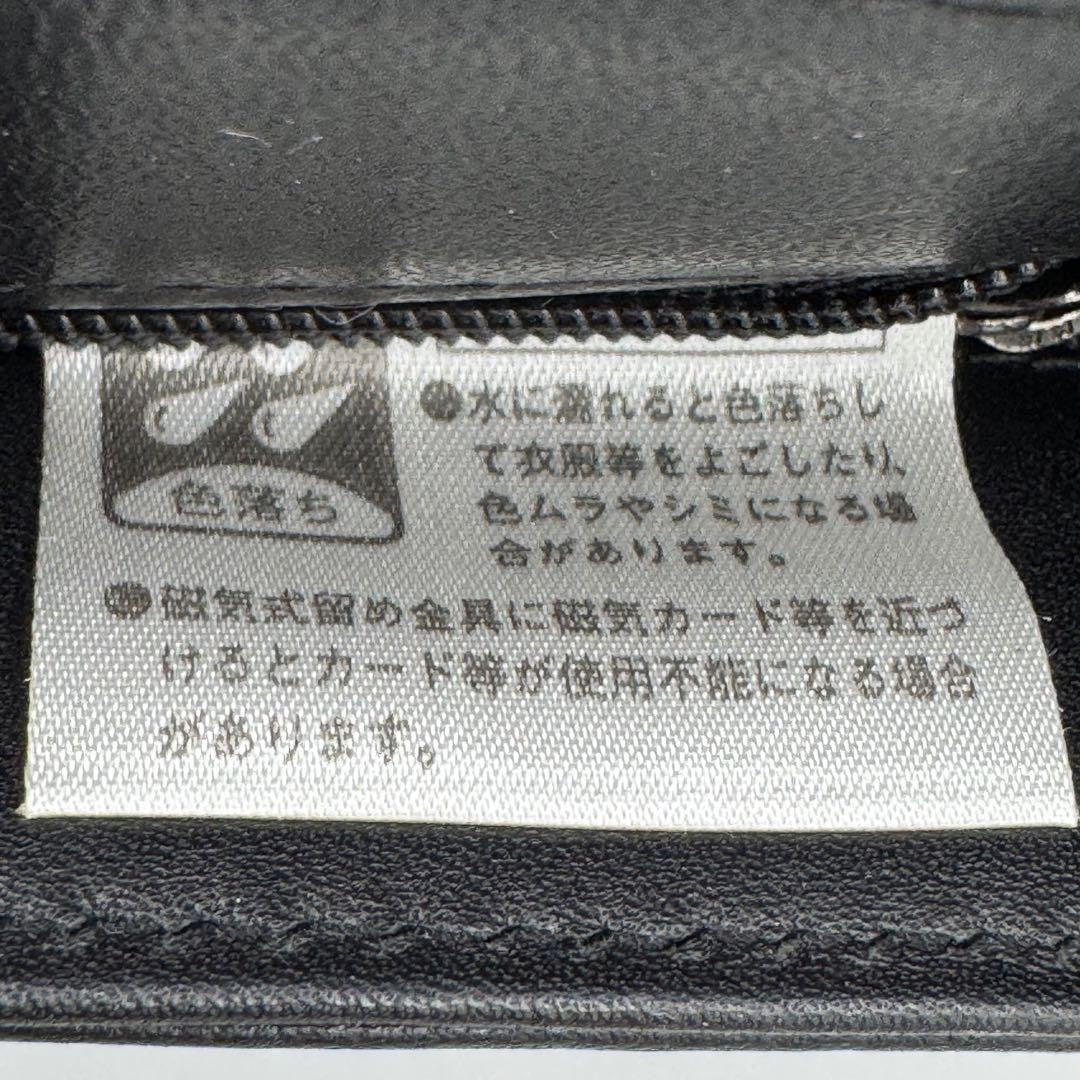 色落ち
●水に濡れると色落ちし
て衣服等をよごしたり、
色ムラやシミになる場
合があります。
●磁気式留め金具に磁気カード等を近づ
けるとカード等が使用不能になる場合
があります。